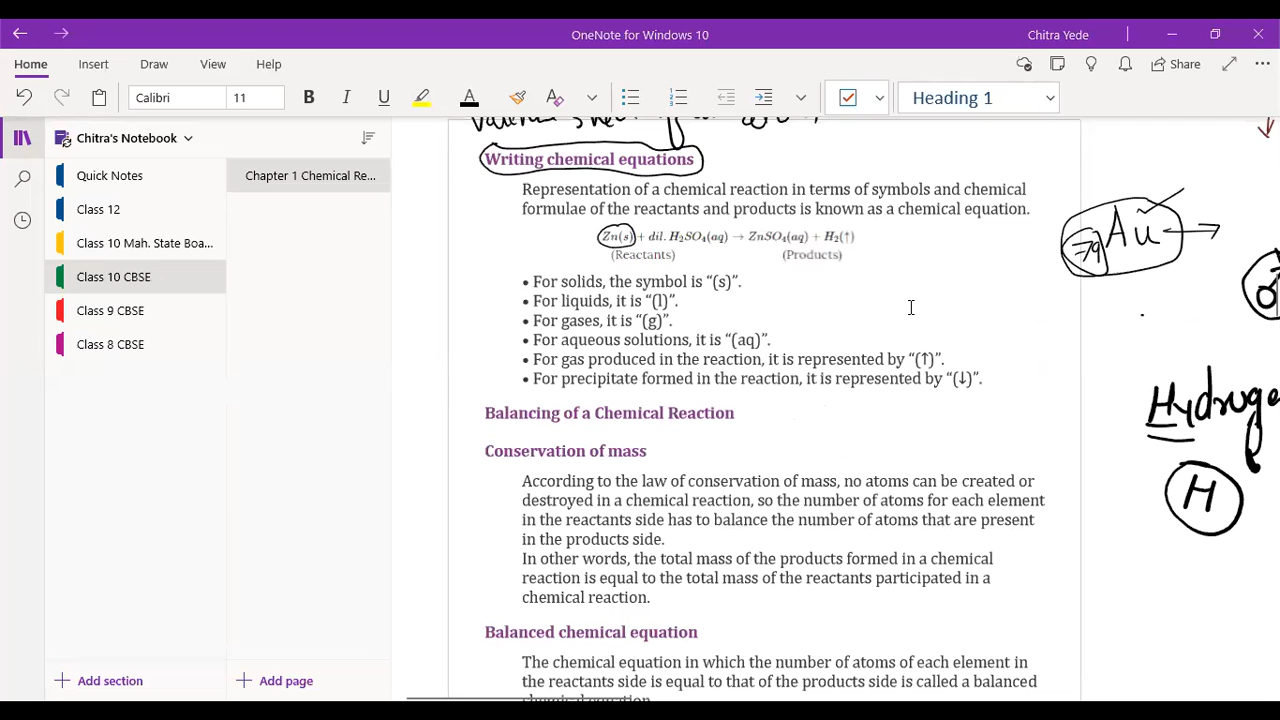 OneNote for Windows 10
Chitra Yede
Home Insert Draw View Help
Share
Calibri 11 B I U A Heading 1
Chitra's Notebook
Quick Notes
Class 12
Class 10 Mah. State Boa...
Class 10 CBSE
Class 9 CBSE
Class 8 CBSE
Add section
Chapter 1 Chemical Re...
Add page
Writing chemical equations
Representation of a chemical reaction in terms of symbols and chemical
formulae of the reactants and products is known as a chemical equation.
Zn(s) + dil. H₂SO₄(aq) → ZnSO₄(aq) + H₂(↑)
(Reactants) (Products)
• For solids, the symbol is “(s)”.
• For liquids, it is “(l)”.
• For gases, it is “(g)”.
• For aqueous solutions, it is “(aq)”.
• For gas produced in the reaction, it is represented by “(↑)”.
• For precipitate formed in the reaction, it is represented by “(↓)”.
Balancing of a Chemical Reaction
Conservation of mass
According to the law of conservation of mass, no atoms can be created or
destroyed in a chemical reaction, so the number of atoms for each element
in the reactants side has to balance the number of atoms that are present
in the products side.
In other words, the total mass of the products formed in a chemical
reaction is equal to the total mass of the reactants participated in a
chemical reaction.
Balanced chemical equation
The chemical equation in which the number of atoms of each element in
the reactants side is equal to that of the products side is called a balanced
chemical equation.
79 Au →
Hydroge
H